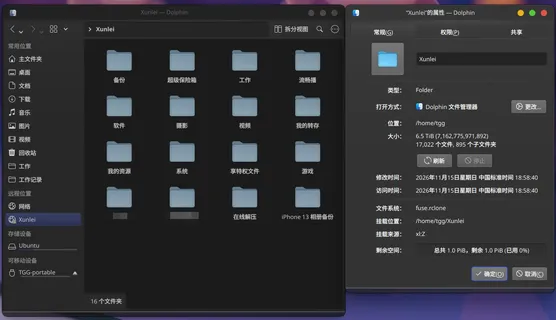 Xunlei — Dolphin
Xunlei
拆分视图
常用位置
主文件夹
桌面
文档
下载
音乐
图片
视频
回收站
工作
工作记录
远程位置
网络
Xunlei
存储设备
Ubuntu
可移动设备
TGG-portable
备份
超级保险箱
工作
流畅播
软件
摄影
视频
我的转存
我的资源
系统
享特权文件
游戏
在线解压
iPhone 13 相册备份
16 个文件夹
“Xunlei”的属性 — Dolphin
常规(G)
权限(P)
共享
Xunlei
类型: Folder
打开方式: Dolphin 文件管理器 更改...
位置: /home/tgg
大小: 6.5 TiB (7,162,775,971,892)
17,022 个文件, 895 个子文件夹
刷新
停止
修改时间: 2026年11月15日星期日 中国标准时间 18:58:40
访问时间: 2026年11月15日星期日 中国标准时间 18:58:40
文件系统: fuse.rclone
挂载位置: /home/tgg/Xunlei
挂载来源: xl:Z
剩余空间: 总共 1.0 PiB，剩余 1.0 PiB (已用 0%)
确定(O)
取消(C)